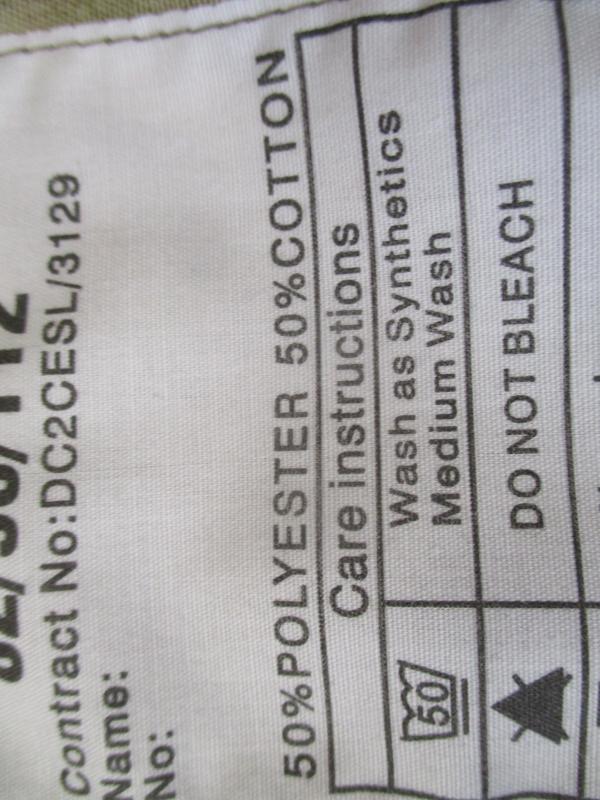 Contract No:DC2CESL/3129
Name:
No:
50%POLYESTER 50%COTTON
Care instructions
50
Wash as Synthetics
Medium Wash
DO NOT BLEACH